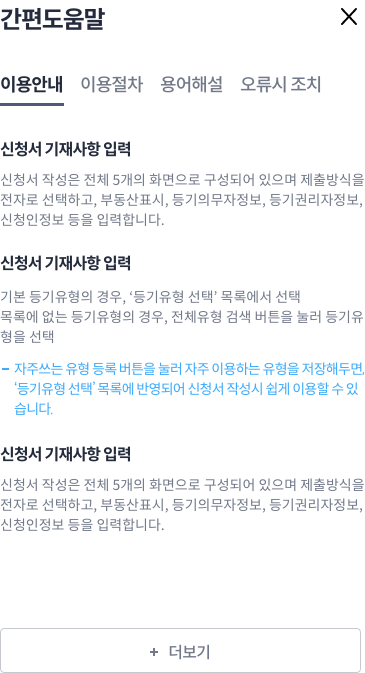 간편도움말
이용안내 이용절차 용어해설 오류시 조치
신청서 기재사항 입력
신청서 작성은 전체 5개의 화면으로 구성되어 있으며 제출방식을
전자로 선택하고, 부동산표시, 등기의무자정보, 등기권리자정보,
신청인정보 등을 입력합니다.
신청서 기재사항 입력
기본 등기유형의 경우, ‘등기유형 선택’ 목록에서 선택
목록에 없는 등기유형의 경우, 전체유형 검색 버튼을 눌러 등기유
형을 선택
- 자주쓰는 유형 등록 버튼을 눌러 자주 이용하는 유형을 저장해두면,
‘등기유형 선택’ 목록에 반영되어 신청서 작성시 쉽게 이용할 수 있
습니다.
신청서 기재사항 입력
신청서 작성은 전체 5개의 화면으로 구성되어 있으며 제출방식을
전자로 선택하고, 부동산표시, 등기의무자정보, 등기권리자정보,
신청인정보 등을 입력합니다.
+ 더보기